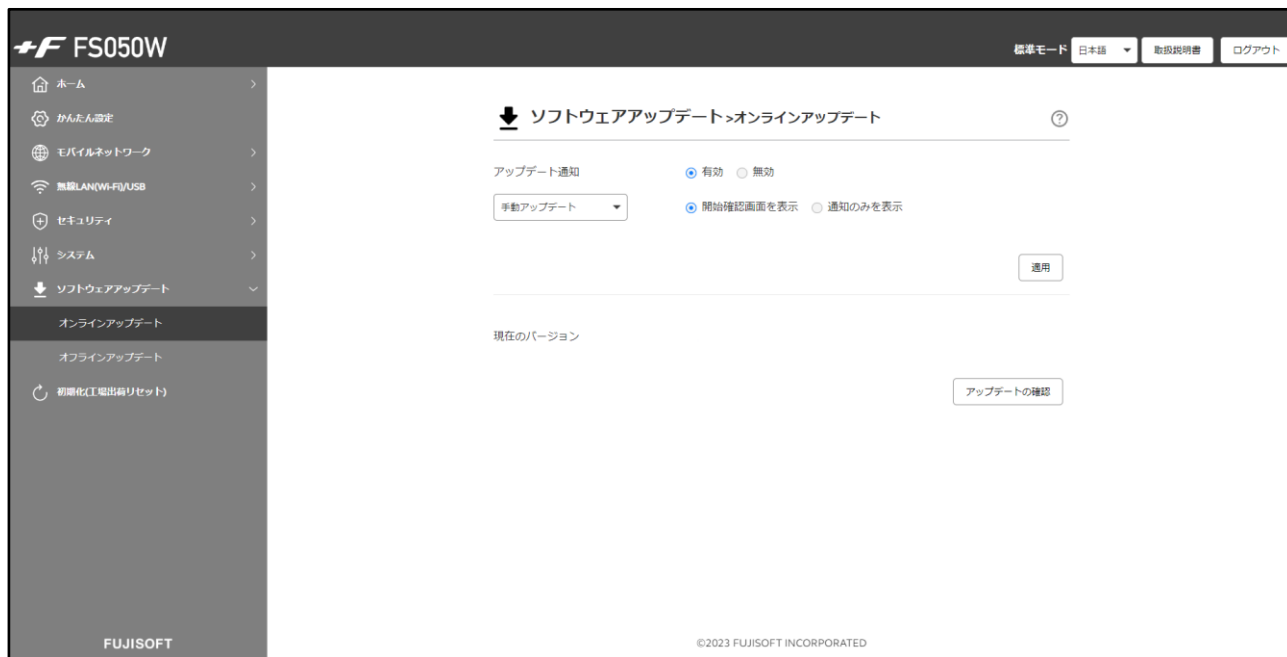 +F FS050W
標準モード 日本語 取扱説明書 ログアウト
ホーム
かんたん設定
モバイルネットワーク
無線LAN(Wi-Fi)/USB
セキュリティ
システム
ソフトウェアアップデート
オンラインアップデート
オフラインアップデート
初期化(工場出荷リセット)
FUJISOFT
ソフトウェアアップデート>オンラインアップデート
アップデート通知 有効 無効
手動アップデート 開始確認画面を表示 通知のみを表示
適用
現在のバージョン
アップデートの確認
©2023 FUJISOFT INCORPORATED